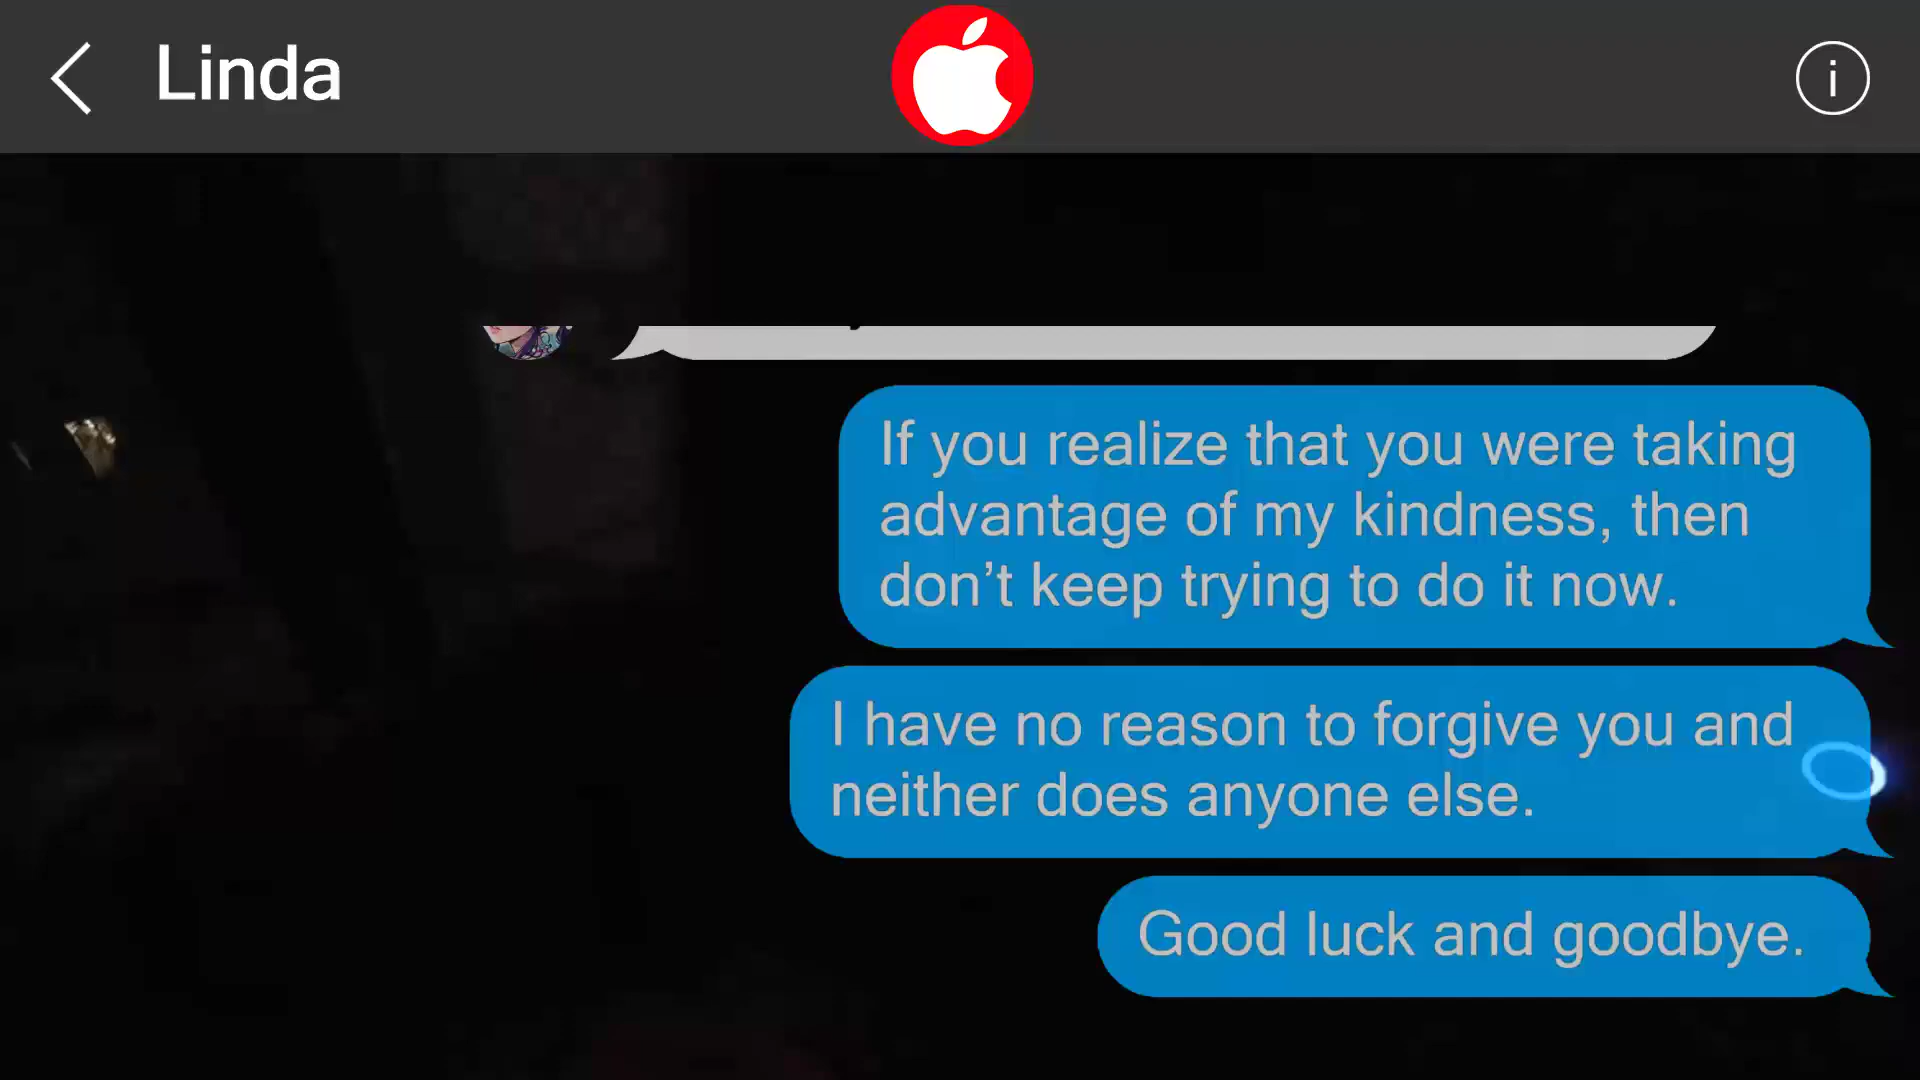 Linda
If you realize that you were taking
advantage of my kindness, then
don’t keep trying to do it now.
I have no reason to forgive you and
neither does anyone else.
Good luck and goodbye.